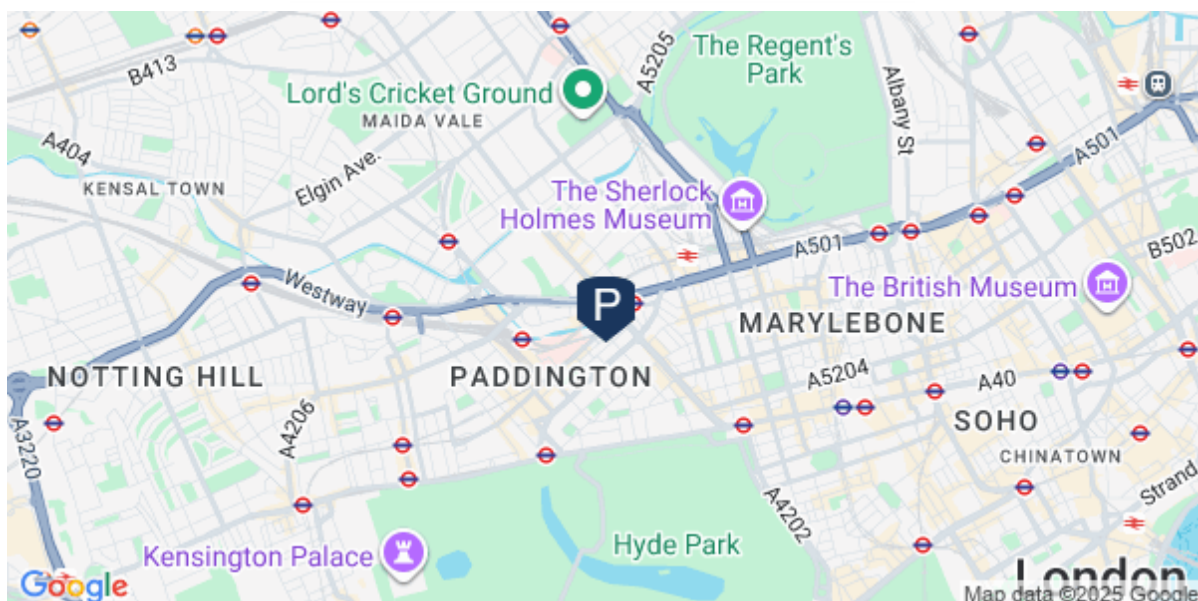 B413
A5205
The Regent's
Park
Lord's Cricket Ground
MAIDA VALE
Albany St
A404
Elgin Ave.
A501
KENSAL TOWN
The Sherlock
Holmes Museum
A501
B502
Westway
P
The British Museum
MARYLEBONE
NOTTING HILL
PADDINGTON
A5204
A40
A4206
A3220
SOHO
CHINATOWN
Strand
A4202
Kensington Palace
Hyde Park
London
Google
Map data ©2025 Google